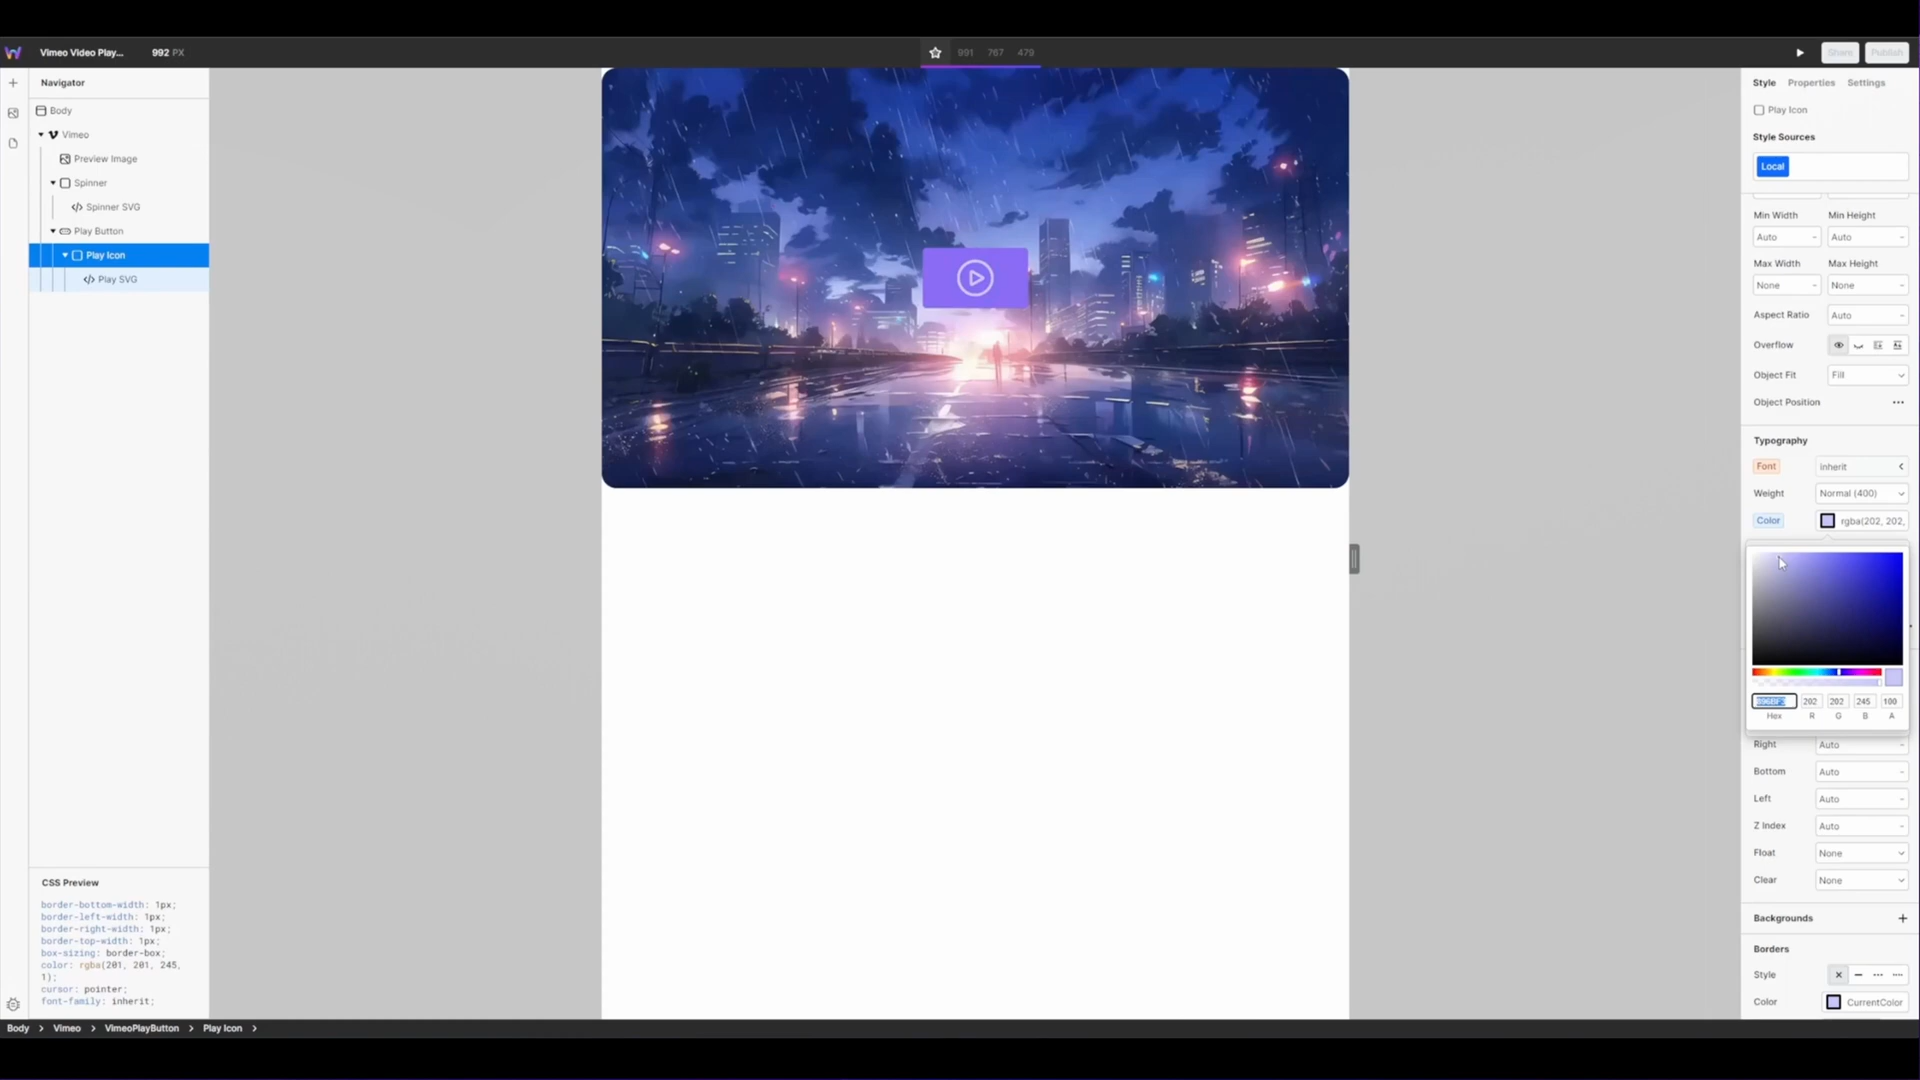 Vimeo Video Play...
992 PX
991
767
479
Share
Publish
Navigator
Body
Vimeo
Preview Image
Spinner
Spinner SVG
Play Button
Play Icon
Play SVG
CSS Preview
border-bottom-width: 1px;
border-left-width: 1px;
border-right-width: 1px;
border-top-width: 1px;
box-sizing: border-box;
color: rgba(201, 201, 245,
1);
cursor: pointer;
font-family: inherit;
Style Properties Settings
Play Icon
Style Sources
Local
Min Width Min Height
Auto Auto
Max Width Max Height
None None
Aspect Ratio Auto
Overflow
Object Fit Fill
Object Position
Typography
Font inherit
Weight Normal (400)
Color rgba(202, 202,
202 202 245 100
Hex R G B A
Right Auto
Bottom Auto
Left Auto
Z Index Auto
Float None
Clear None
Backgrounds
Borders
Style
Color CurrentColor
Body > Vimeo > VimeoPlayButton > Play Icon >